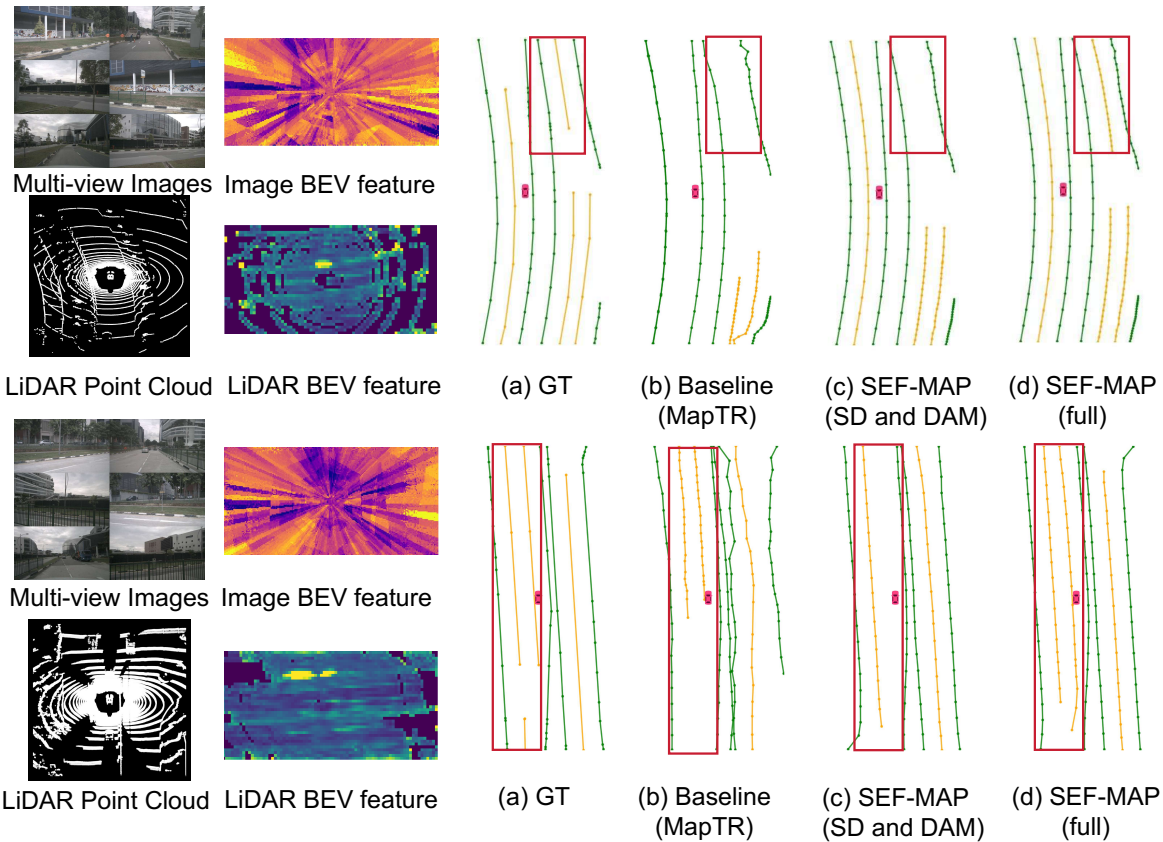 Multi-view Images
Image BEV feature
LiDAR Point Cloud
LiDAR BEV feature
(a) GT
(b) Baseline
(MapTR)
(c) SEF-MAP
(SD and DAM)
(d) SEF-MAP
(full)
Multi-view Images
Image BEV feature
LiDAR Point Cloud
LiDAR BEV feature
(a) GT
(b) Baseline
(MapTR)
(c) SEF-MAP
(SD and DAM)
(d) SEF-MAP
(full)